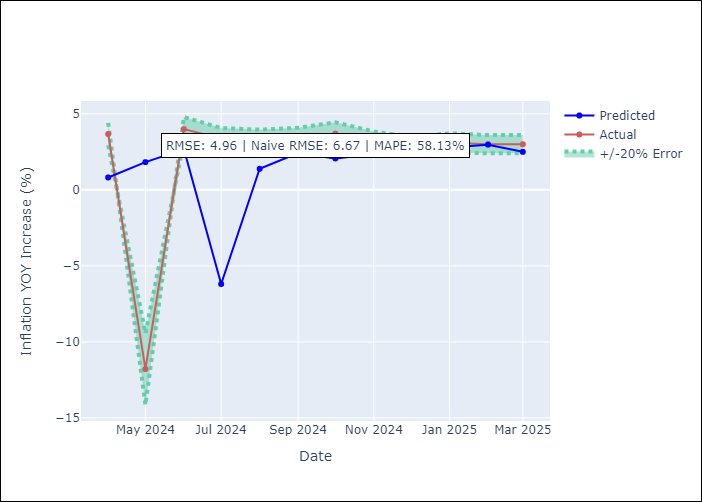 Predicted
Actual
+/-20% Error
RMSE: 4.96 | Naive RMSE: 6.67 | MAPE: 58.13%
Inflation YOY Increase (%)
5
0
−5
−10
−15
May 2024
Jul 2024
Sep 2024
Nov 2024
Jan 2025
Mar 2025
Date